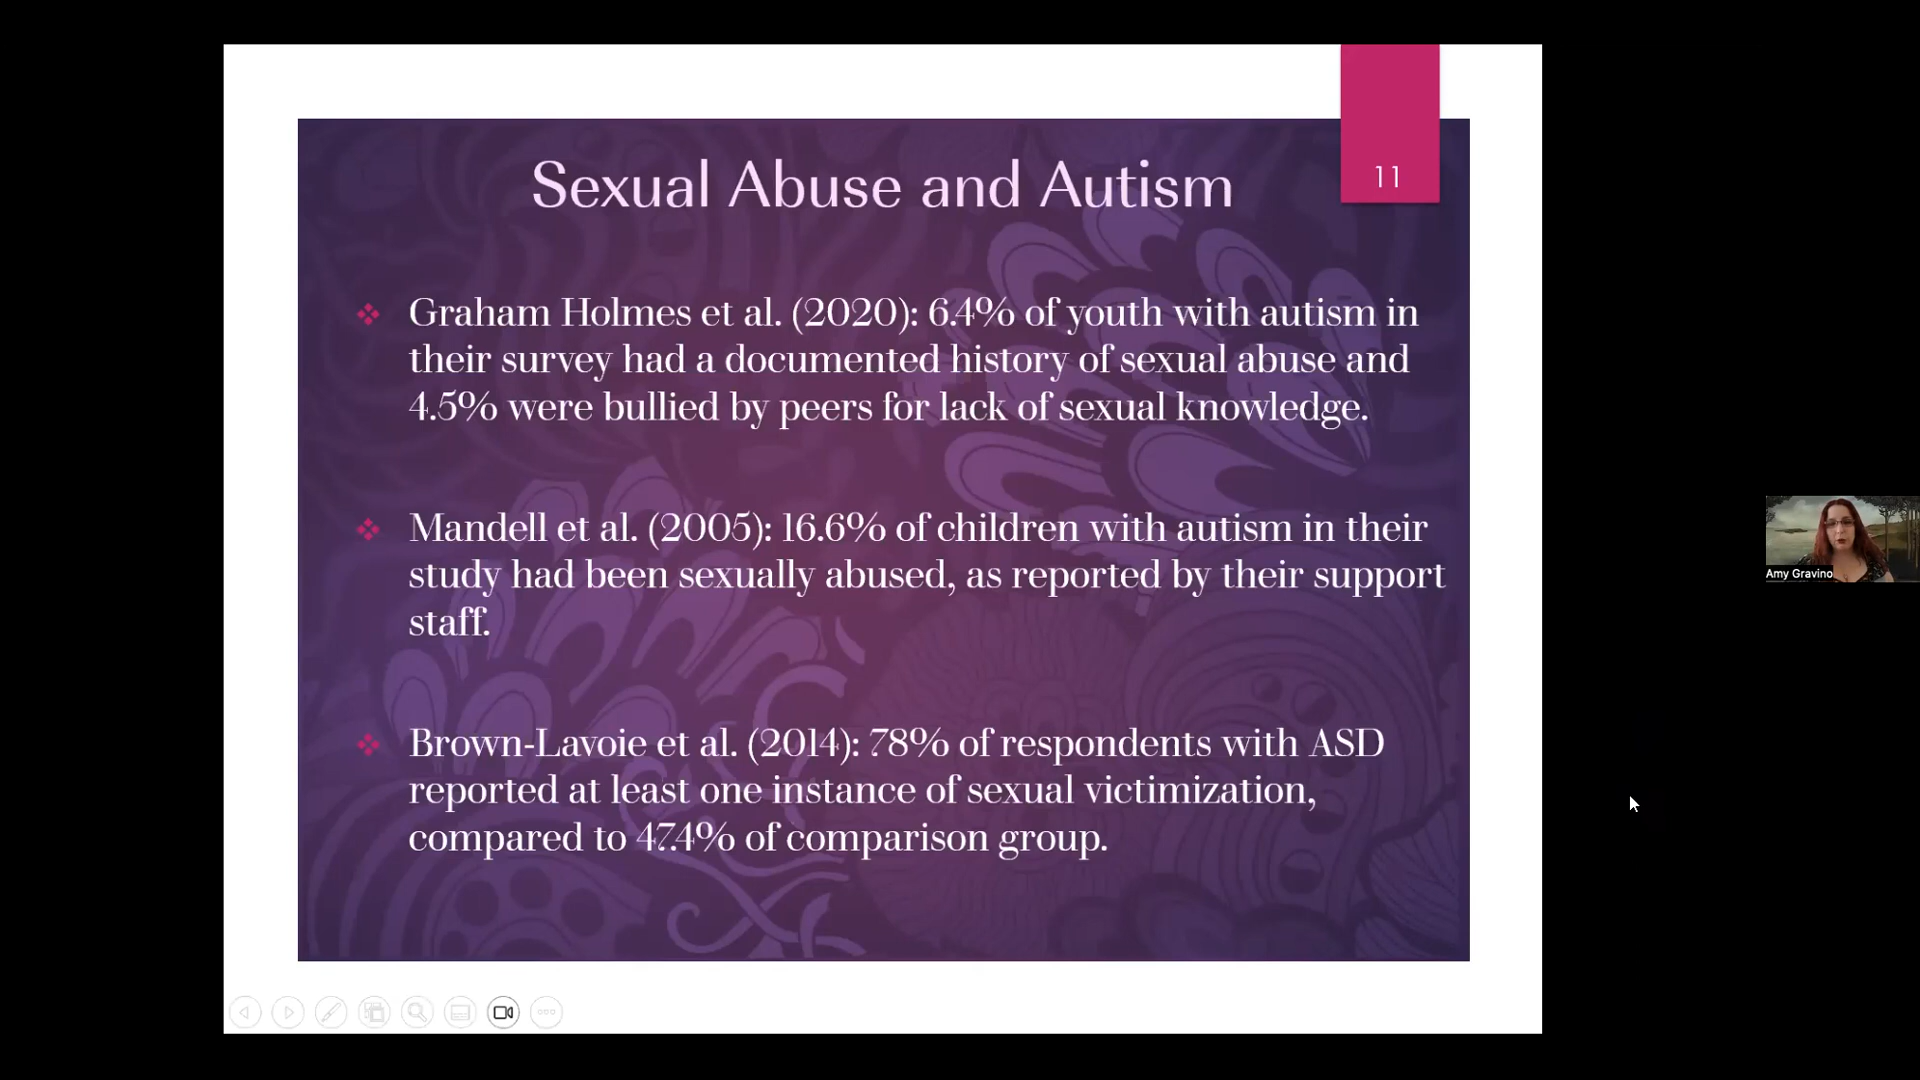 11
Sexual Abuse and Autism
Graham Holmes et al. (2020): 6.4% of youth with autism in
their survey had a documented history of sexual abuse and
4.5% were bullied by peers for lack of sexual knowledge.
Mandell et al. (2005): 16.6% of children with autism in their
study had been sexually abused, as reported by their support
staff.
Brown-Lavoie et al. (2014): 78% of respondents with ASD
reported at least one instance of sexual victimization,
compared to 47.4% of comparison group.
Amy Gravino